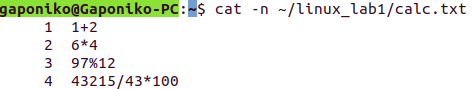 gaponiko@Gaponiko-PC:~$ cat -n ~/linux_lab1/calc.txt
1 1+2
2 6*4
3 97%12
4 43215/43*100